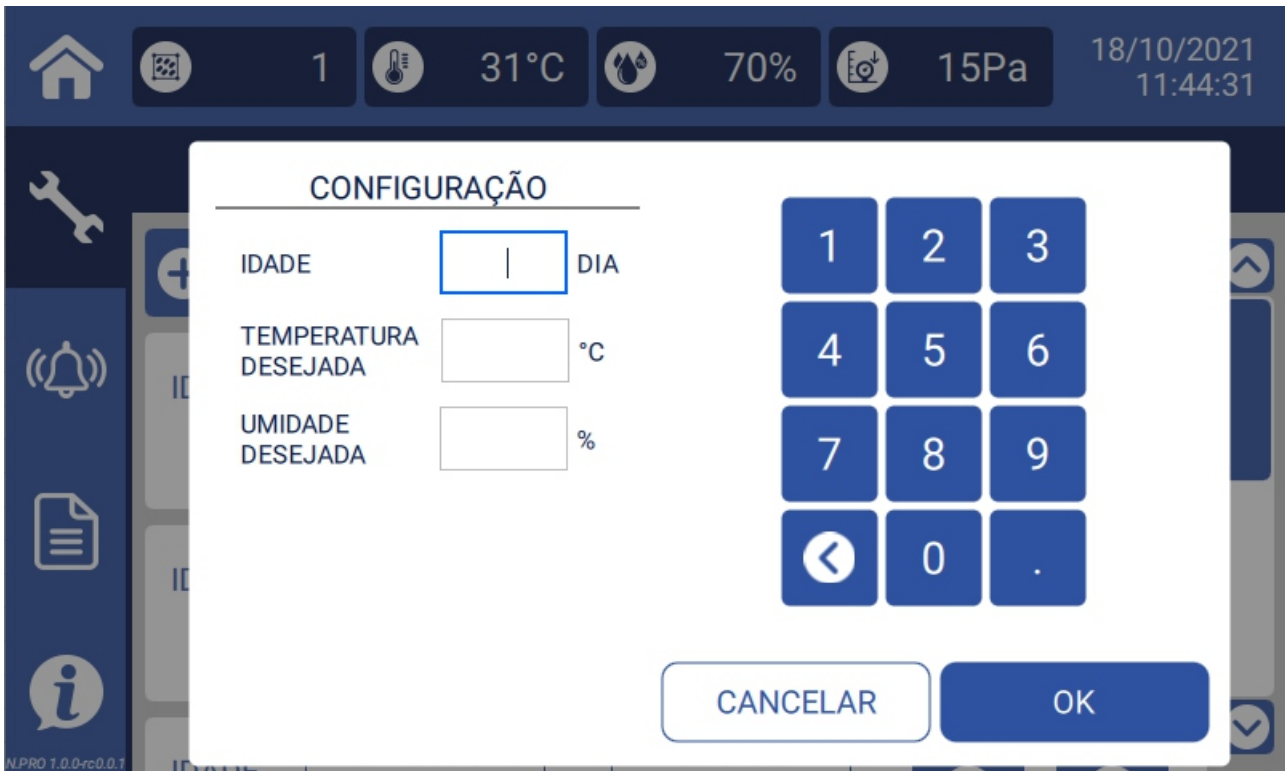 1
31°C
70%
15Pa
18/10/2021
11:44:31
CONFIGURAÇÃO
IDADE
DIA
TEMPERATURA
DESEJADA
°C
UMIDADE
DESEJADA
%
1 2 3
4 5 6
7 8 9
0 .
CANCELAR
OK
N.PRO 1.0.0-rc0.0.1